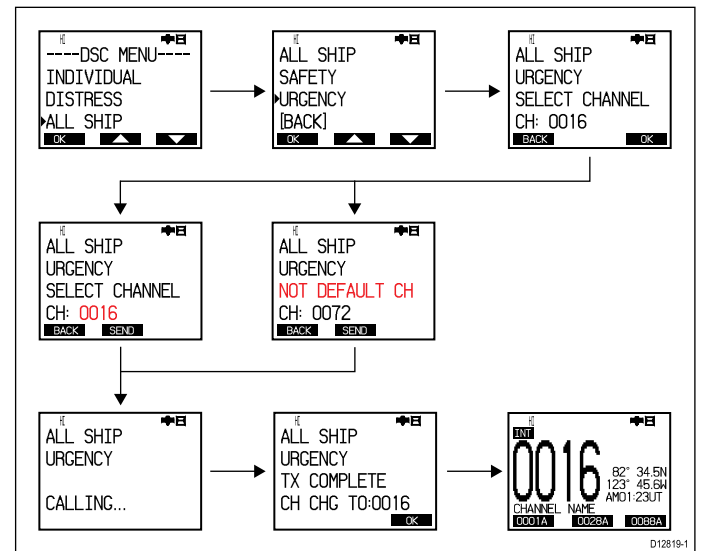 HI
----DSC MENU----
INDIVIDUAL
DISTRESS
ALL SHIP
OK
HI
ALL SHIP
SAFETY
URGENCY
[BACK]
OK
HI
ALL SHIP
URGENCY
SELECT CHANNEL
CH: 0016
BACK OK
HI
ALL SHIP
URGENCY
SELECT CHANNEL
CH: 0016
BACK SEND
HI
ALL SHIP
URGENCY
NOT DEFAULT CH
CH: 0072
BACK SEND
HI
ALL SHIP
URGENCY
CALLING...
HI
ALL SHIP
URGENCY
TX COMPLETE
CH CHG TO:0016
OK
HI
INT
0016
82° 34.5N
123° 45.6W
AM01:23UT
CHANNEL NAME
0001A 0028A 0088A
D12819-1